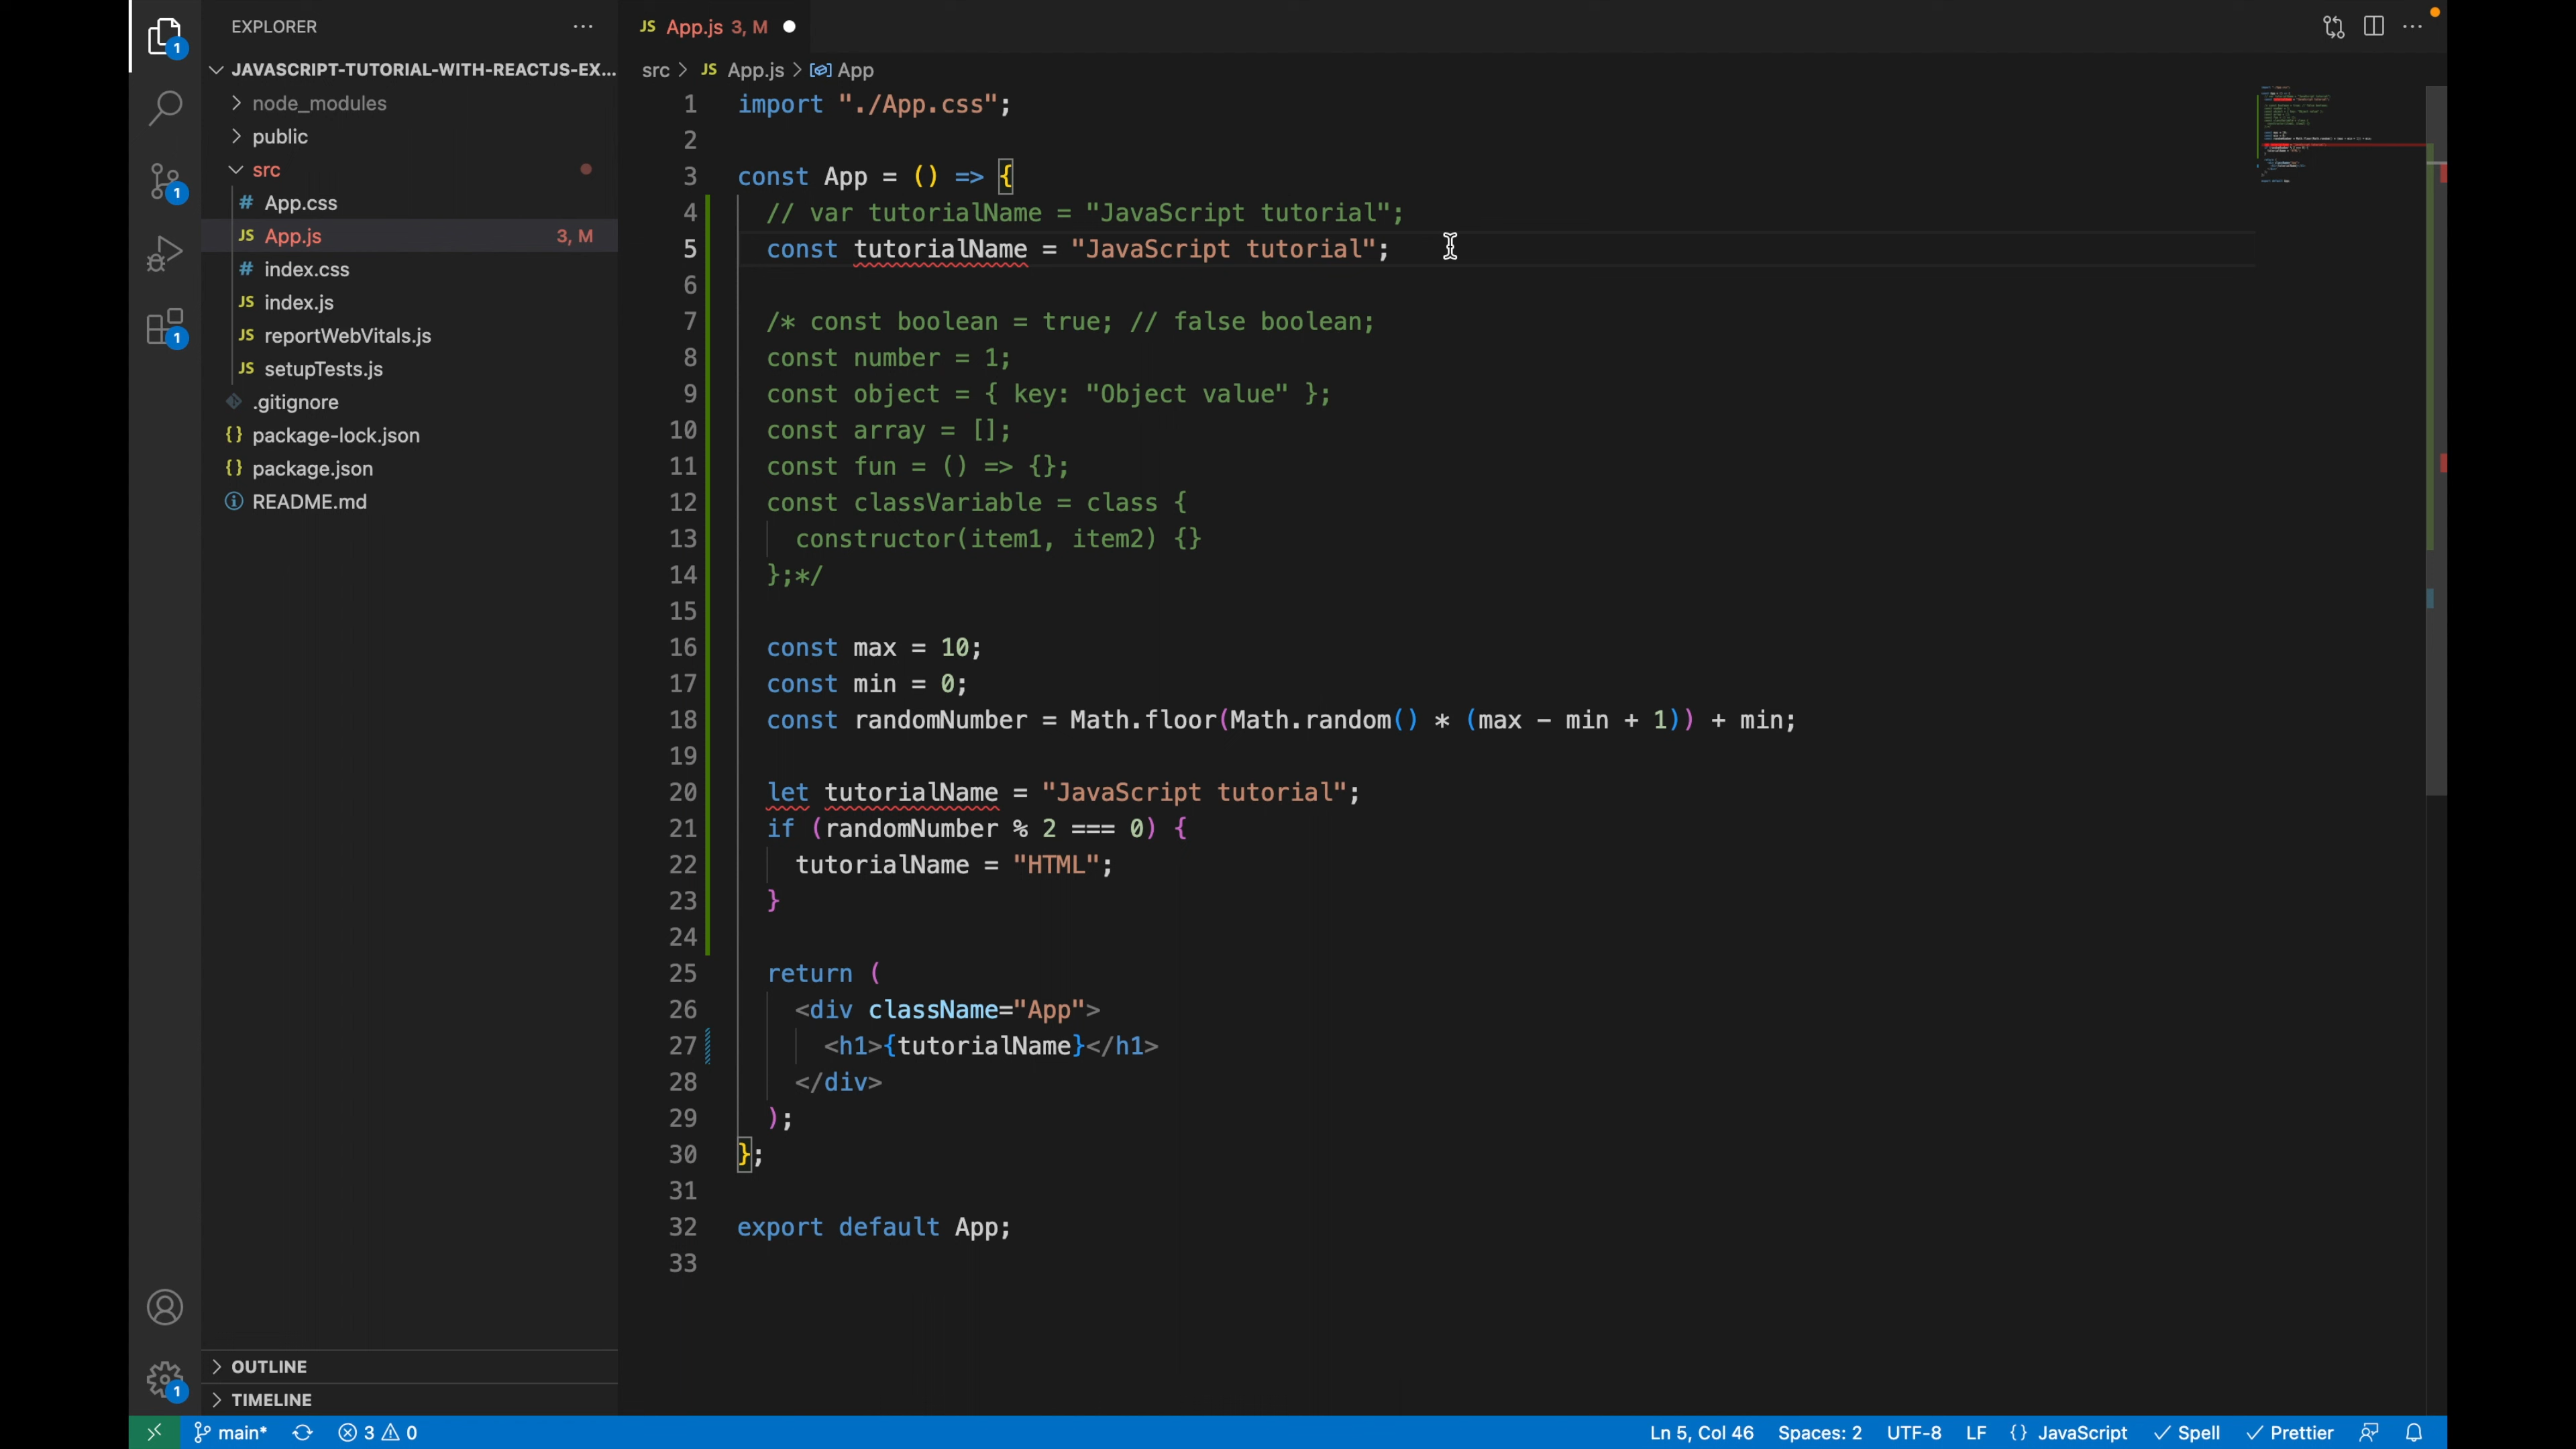 EXPLORER
JS App.js 3, M
JAVASCRIPT-TUTORIAL-WITH-REACTJS-EX...
node_modules
public
src
# App.css
JS App.js 3, M
# index.css
JS index.js
JS reportWebVitals.js
JS setupTests.js
.gitignore
{} package-lock.json
{} package.json
README.md
OUTLINE
TIMELINE
1
1
1
1
src > JS App.js > App
1 import "./App.css";
2
3 const App = () => {
4 // var tutorialName = "JavaScript tutorial";
5 const tutorialName = "JavaScript tutorial";
6
7 /* const boolean = true; // false boolean;
8 const number = 1;
9 const object = { key: "Object value" };
10 const array = [];
11 const fun = () => {};
12 const classVariable = class {
13 constructor(item1, item2) {}
14 };*/
15
16 const max = 10;
17 const min = 0;
18 const randomNumber = Math.floor(Math.random() * (max - min + 1)) + min;
19
20 let tutorialName = "JavaScript tutorial";
21 if (randomNumber % 2 === 0) {
22 tutorialName = "HTML";
23 }
24
25 return (
26 <div className="App">
27 <h1>{tutorialName}</h1>
28 </div>
29 );
30 };
31
32 export default App;
33
main* 3 0 Ln 5, Col 46 Spaces: 2 UTF-8 LF {} JavaScript Spell Prettier